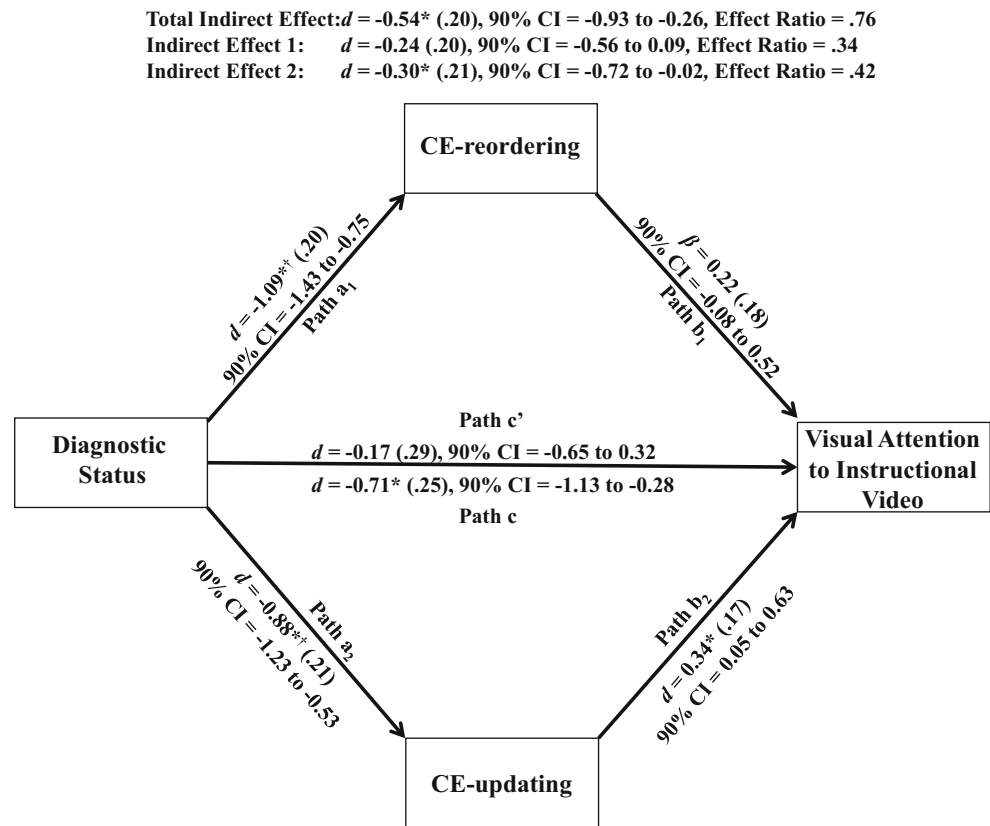 Total Indirect Effect:d = -0.54* (.20), 90% CI = -0.93 to -0.26, Effect Ratio = .76
Indirect Effect 1: d = -0.24 (.20), 90% CI = -0.56 to 0.09, Effect Ratio = .34
Indirect Effect 2: d = -0.30* (.21), 90% CI = -0.72 to -0.02, Effect Ratio = .42
CE-reordering
d = -1.09*† (.20)
90% CI = -1.43 to -0.75
Path a₁
β = 0.22 (.18)
90% CI = -0.08 to 0.52
Path b₁
Diagnostic
Status
Path c’
d = -0.17 (.29), 90% CI = -0.65 to 0.32
d = -0.71* (.25), 90% CI = -1.13 to -0.28
Path c
Visual Attention
to Instructional
Video
Path a₂
d = -0.88*† (.21)
90% CI = -1.23 to -0.53
Path b₂
d = 0.34* (.17)
90% CI = 0.05 to 0.63
CE-updating